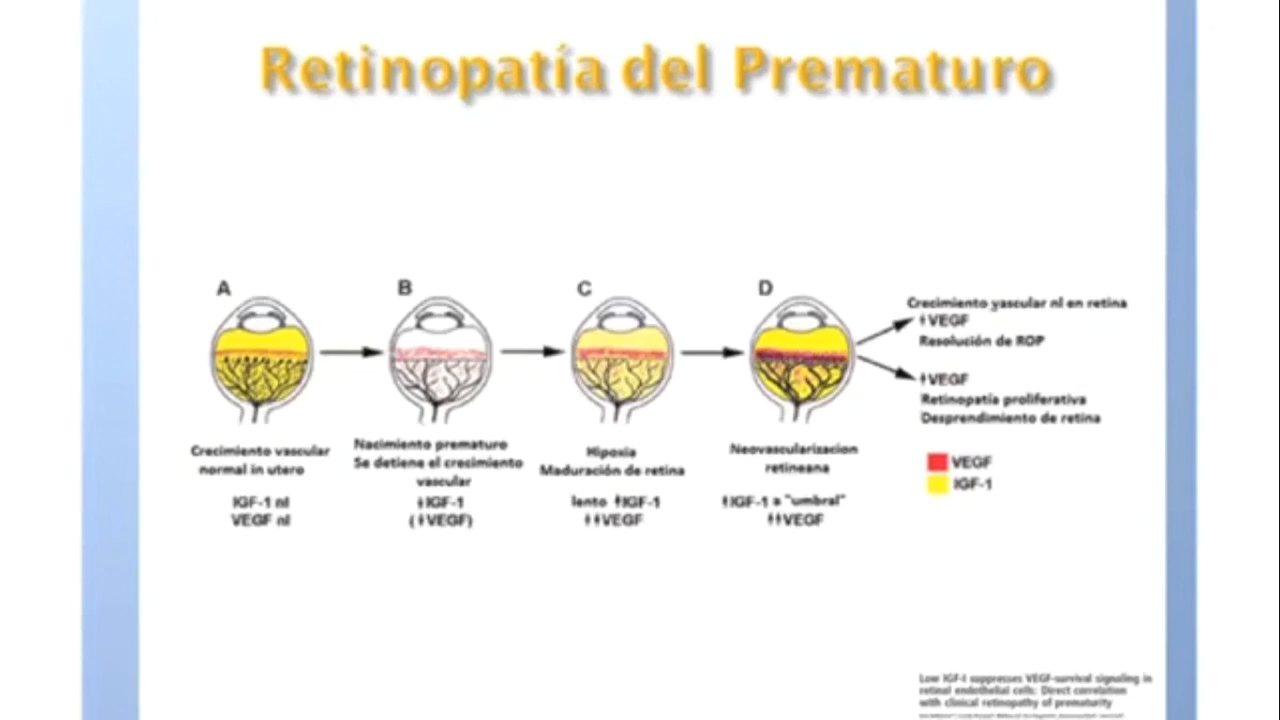 Retinopatía del Prematuro
A
B
C
D
Crecimiento vascular
normal in utero
IGF-1 nl
VEGF nl
Nacimiento prematuro
Se detiene el crecimiento
vascular
IGF-1
VEGF)
Hipoxia
Maduración de retina
lento IGF-1
VEGF
Neovascularizacion
retineana
IGF-1 a "umbral"
VEGF
Crecimiento vascular nl en retina
VEGF
Resolución de ROP
VEGF
Retinopatía proliferativa
Desprendimiento de retina
VEGF
IGF-1
Low IGF-I suppresses VEGF-survival signaling in
retinal endothelial cells: Direct correlation
with clinical retinopathy of prematurity